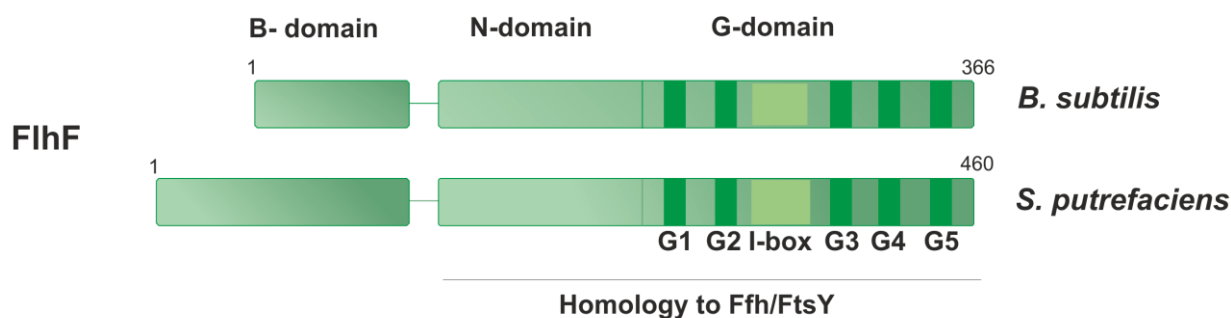 B- domain N-domain G-domain
1 366
B. subtilis
FlhF
1 460
S. putrefaciens
G1 G2 I-box G3 G4 G5
Homology to Ffh/FtsY